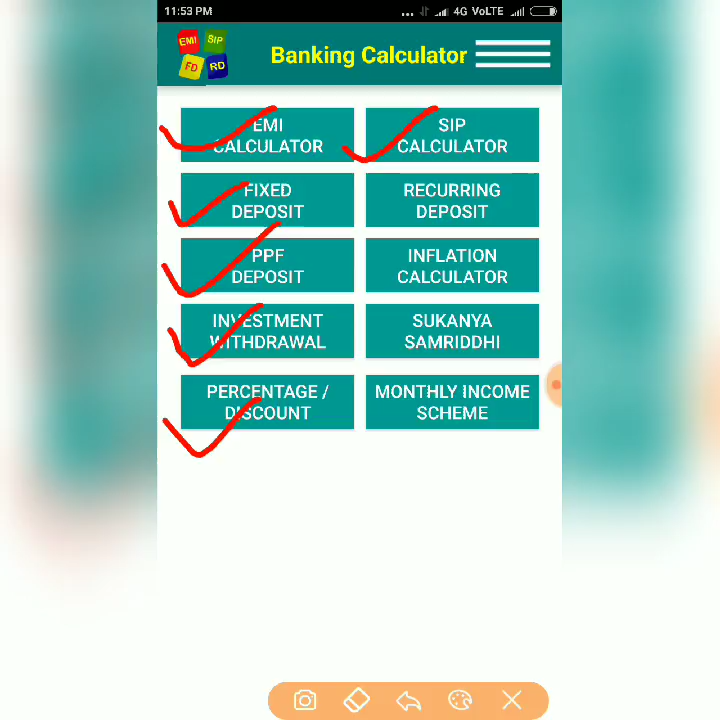 11:53 PM
... 4G VoLTE
EMI SIP
FD RD
Banking Calculator
EMI
CALCULATOR
SIP
CALCULATOR
FIXED
DEPOSIT
RECURRING
DEPOSIT
PPF
DEPOSIT
INFLATION
CALCULATOR
INVESTMENT
WITHDRAWAL
SUKANYA
SAMRIDDHI
PERCENTAGE /
DISCOUNT
MONTHLY INCOME
SCHEME